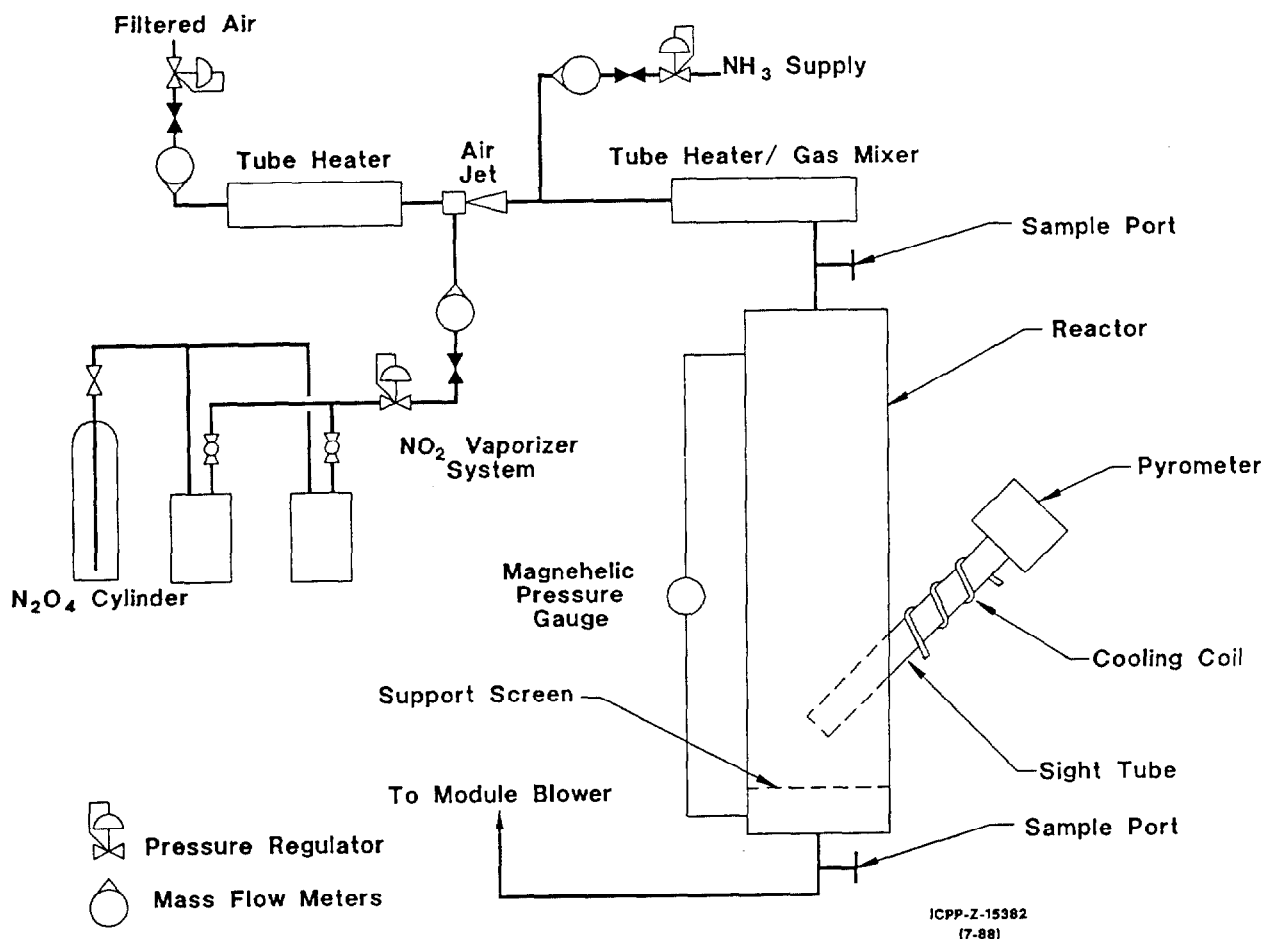 Filtered Air
NH3 Supply
Tube Heater
Air
Jet
Tube Heater/ Gas Mixer
Sample Port
Reactor
NO2 Vaporizer
System
Pyrometer
N2O4 Cylinder
Magnehelic
Pressure
Gauge
Cooling Coil
Support Screen
Sight Tube
To Module Blower
Sample Port
Pressure Regulator
Mass Flow Meters
ICPP-Z-15382
(7-88)